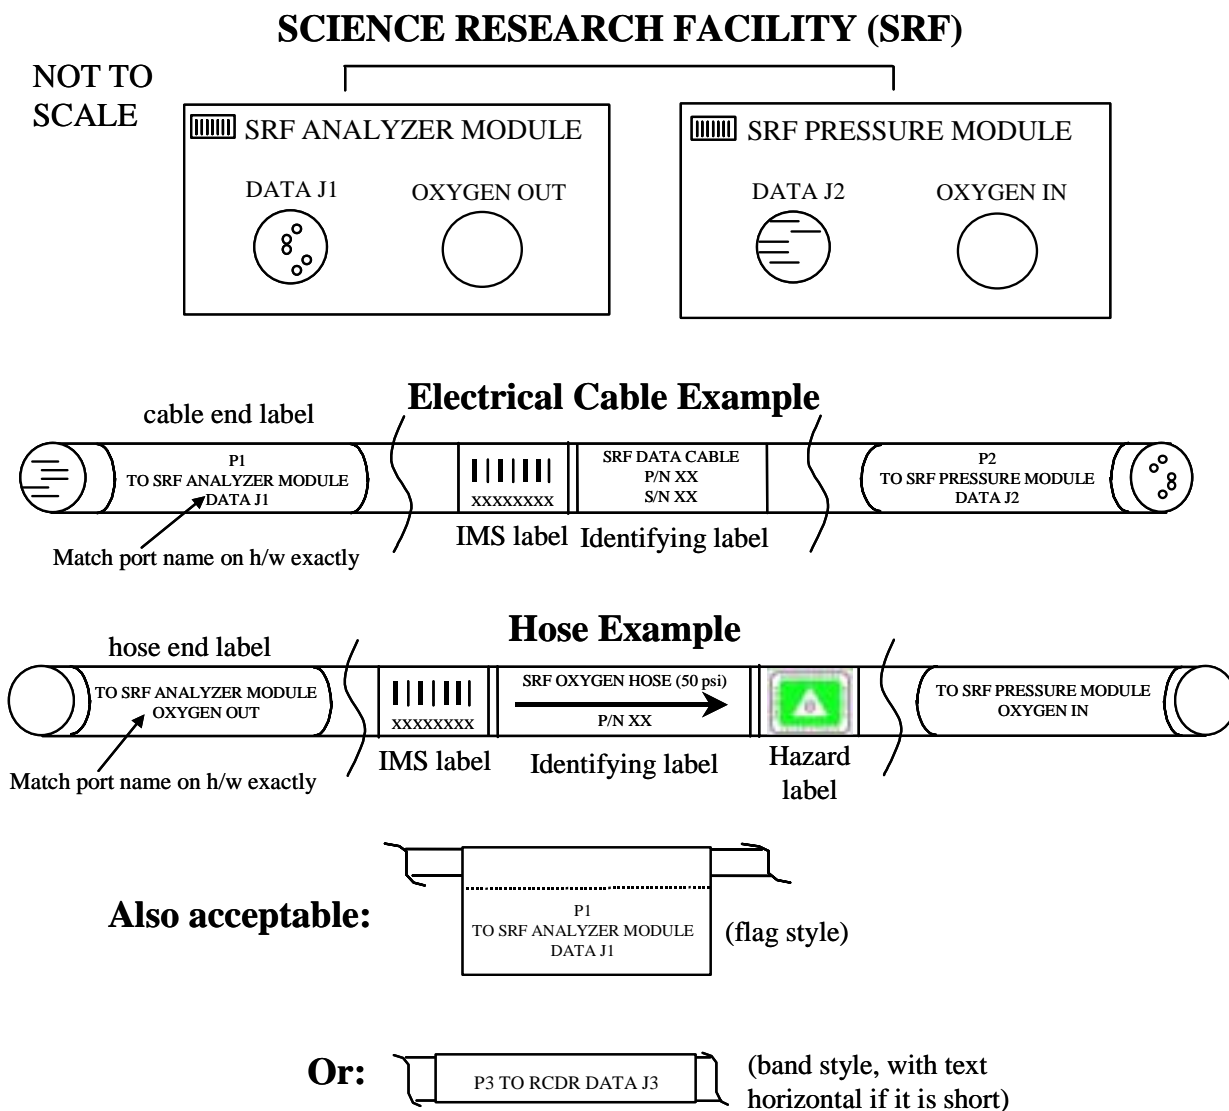 SCIENCE RESEARCH FACILITY (SRF)
NOT TO
SCALE
SRF ANALYZER MODULE
DATA J1
OXYGEN OUT
SRF PRESSURE MODULE
DATA J2
OXYGEN IN
Electrical Cable Example
cable end label
P1
TO SRF ANALYZER MODULE
DATA J1
XXXXXXXX
SRF DATA CABLE
P/N XX
S/N XX
P2
TO SRF PRESSURE MODULE
DATA J2
IMS label
Identifying label
Match port name on h/w exactly
Hose Example
hose end label
TO SRF ANALYZER MODULE
OXYGEN OUT
XXXXXXXX
SRF OXYGEN HOSE (50 psi)
P/N XX
TO SRF PRESSURE MODULE
OXYGEN IN
IMS label
Identifying label
Hazard
label
Match port name on h/w exactly
Also acceptable:
P1
TO SRF ANALYZER MODULE
DATA J1
(flag style)
Or:
P3 TO RCDR DATA J3
(band style, with text
horizontal if it is short)